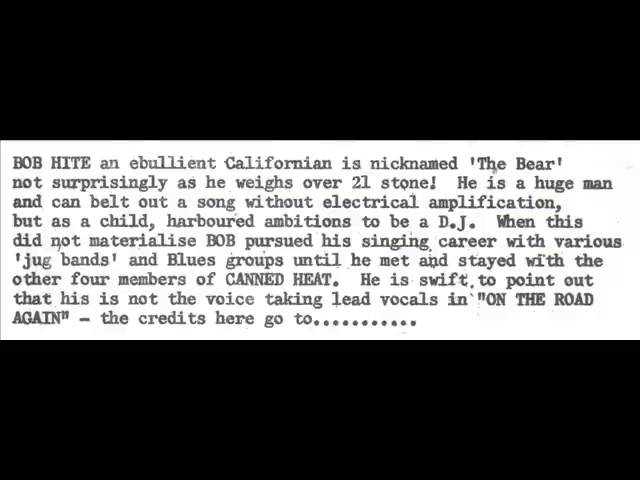 BOB HITE an ebullient Californian is nicknamed 'The Bear'
not surprisingly as he weighs over 21 stone!  He is a huge man
and can belt out a song without electrical amplification,
but as a child, harboured ambitions to be a D.J.  When this
did not materialise BOB pursued his singing career with various
'jug bands' and Blues groups until he met and stayed with the
other four members of CANNED HEAT.  He is swift to point out
that his is not the voice taking lead vocals in "ON THE ROAD
AGAIN" - the credits here go to...........